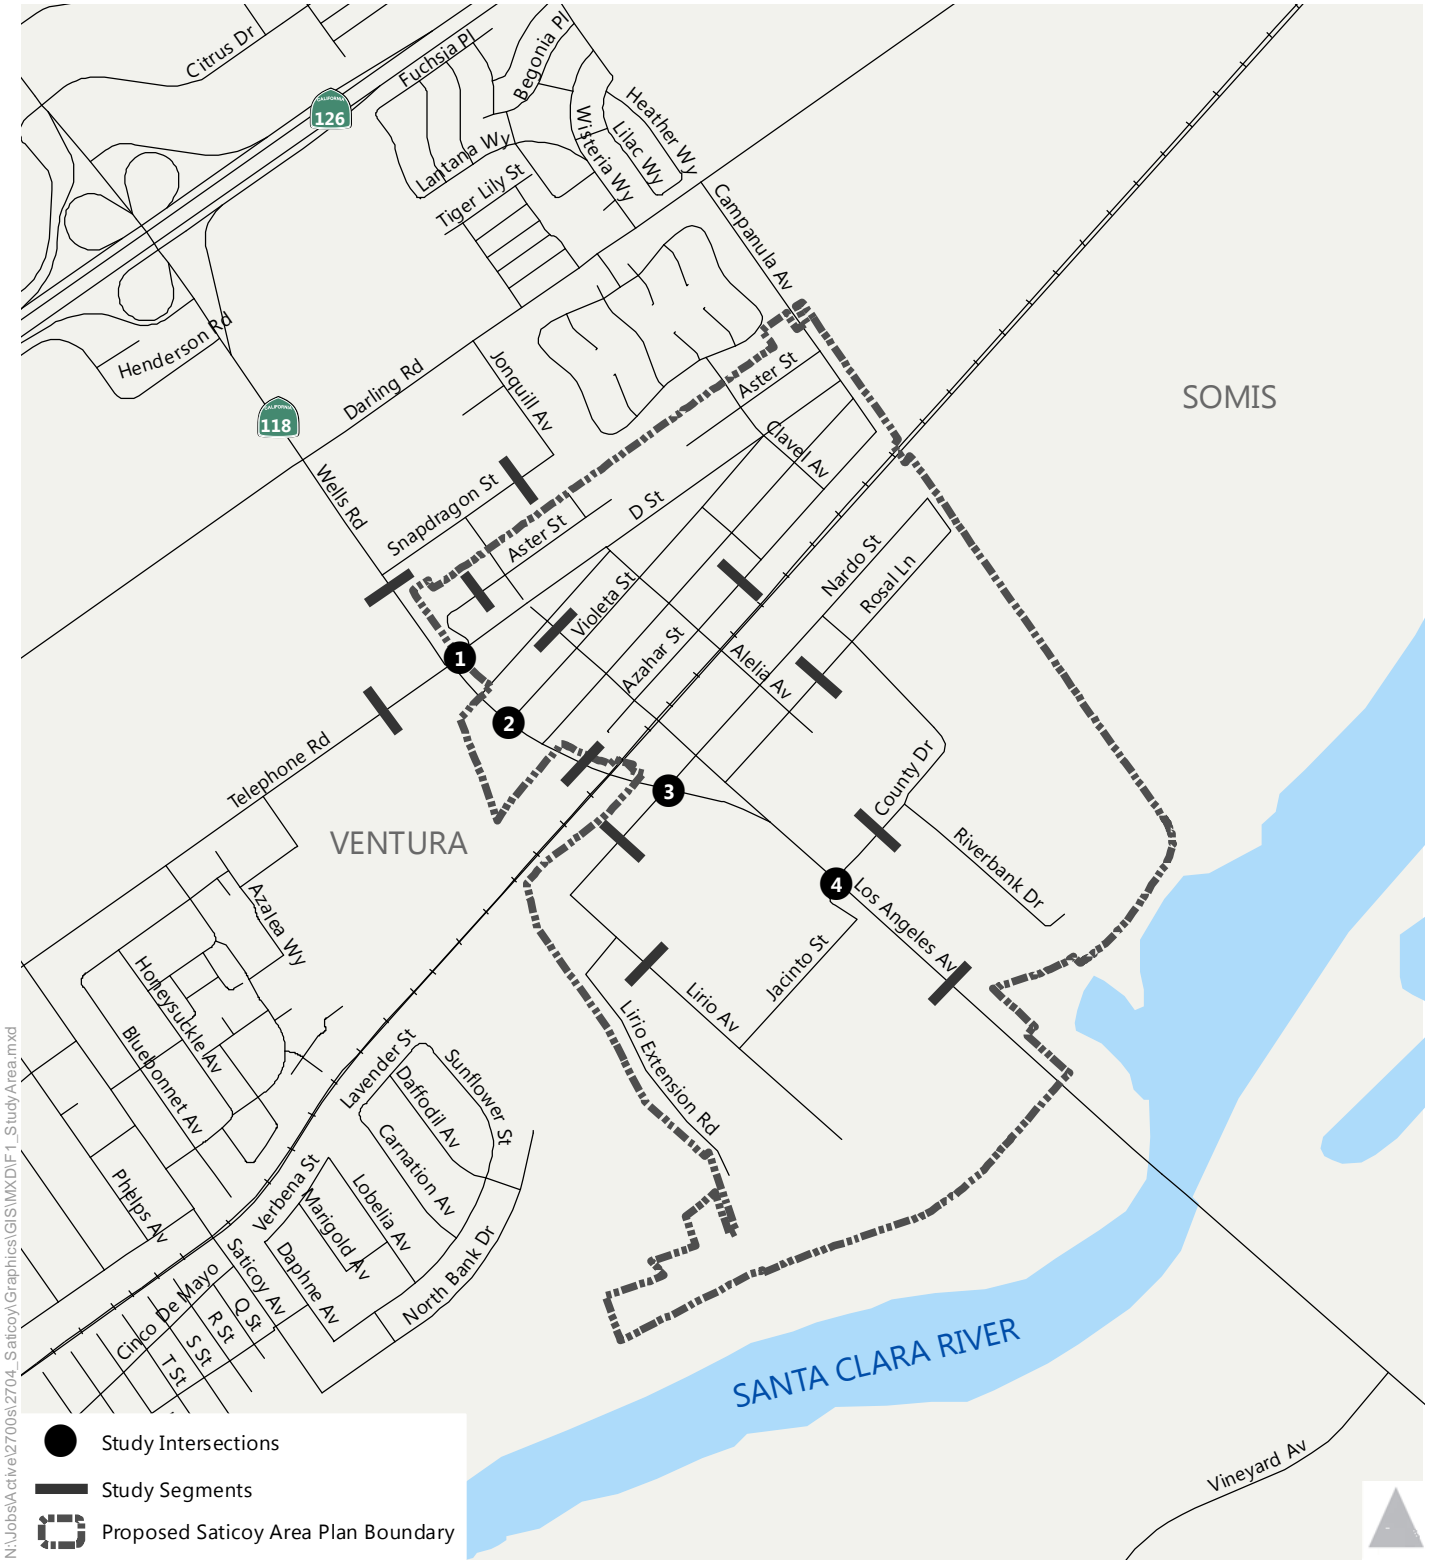 Citrus Dr
Fuchsia Pl
Begonia Pl
CALIFORNIA
126
Heather Wy
Lilac Wy
Wisteria Wy
Lantana Wy
Tiger Lily St
Campanula Av
Henderson Rd
Darling Rd
Jonquill Av
Aster St
CALIFORNIA
118
SOMIS
Clavel Av
Wells Rd
Snapdragon St
D St
Aster St
Nardo St
Rosal Ln
Violeta St
Azahar St
Alelia Av
1
2
Telephone Rd
County Dr
3
VENTURA
Riverbank Dr
4
Los Angeles Av
Azalea Wy
Jacinto St
Honeysuckle Av
Lirio Av
Bluebonnet Av
Lirio Extension Rd
Lavender St
Sunflower St
Daffodil Av
Carnation Av
Phelps Av
Verbena St
Lobelia Av
Marigold Av
Saticoy Av
Daphne Av
North Bank Dr
Cinco De Mayo
Q St
R St
S St
T St
SANTA CLARA RIVER
Vineyard Av
Study Intersections
Study Segments
Proposed Saticoy Area Plan Boundary
N:\Jobs\Active\2700s\2704_Saticoy\Graphics\GIS\MXD\F1_StudyArea.mxd